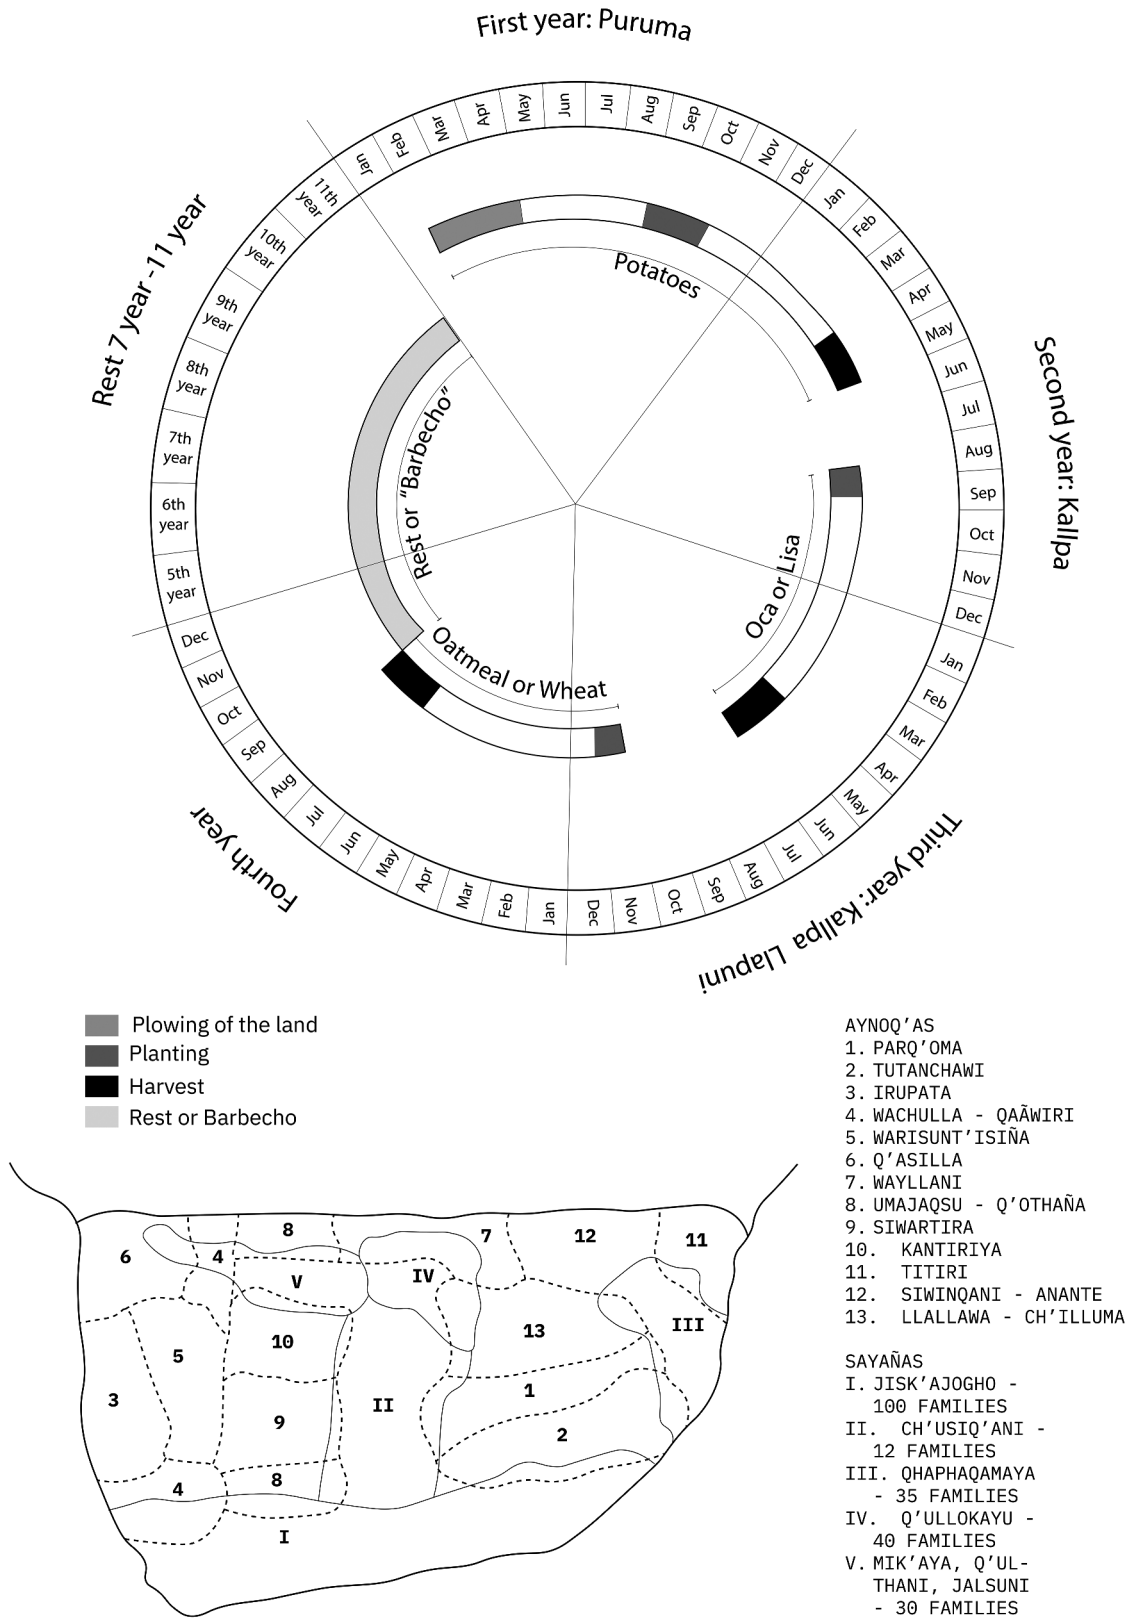 First year: Puruma
Jan
Feb
Mar
Apr
May
Jun
Jul
Aug
Sep
Oct
Nov
Dec
Second year: Kallpa
Jan
Feb
Mar
Apr
May
Jun
Jul
Aug
Sep
Oct
Nov
Dec
Third year: Kallpa Llapuni
Jan
Feb
Mar
Apr
May
Jun
Jul
Aug
Sep
Oct
Nov
Dec
Fourth year
Jan
Feb
Mar
Apr
May
Jun
Jul
Aug
Sep
Oct
Nov
Dec
Rest 7 year -11 year
5th
year
6th
year
7th
year
8th
year
9th
year
10th
year
11th
year
Potatoes
Oca or Lisa
Oatmeal or Wheat
Rest or “Barbecho”
Plowing of the land
Planting
Harvest
Rest or Barbecho
AYNOQ’AS
1. PARQ’OMA
2. TUTANCHAWI
3. IRUPATA
4. WACHULLA - QAÃWIRI
5. WARISUNT’ISIÑA
6. Q’ASILLA
7. WAYLLANI
8. UMAJAQSU - Q’OTHAÑA
9. SIWARTIRA
10. KANTIRIYA
11. TITIRI
12. SIWINQANI - ANANTE
13. LLALLAWA - CH’ILLUMA
SAYAÑAS
I. JISK’AJOGHO -
100 FAMILIES
II. CH’USIQ’ANI -
12 FAMILIES
III. QHAPHAQAMAYA
- 35 FAMILIES
IV. Q’ULLOKAYU -
40 FAMILIES
V. MIK’AYA, Q’UL-
THANI, JALSUNI
- 30 FAMILIES
6
4
8
7
12
11
V
IV
III
5
10
13
3
9
II
1
2
4
8
I